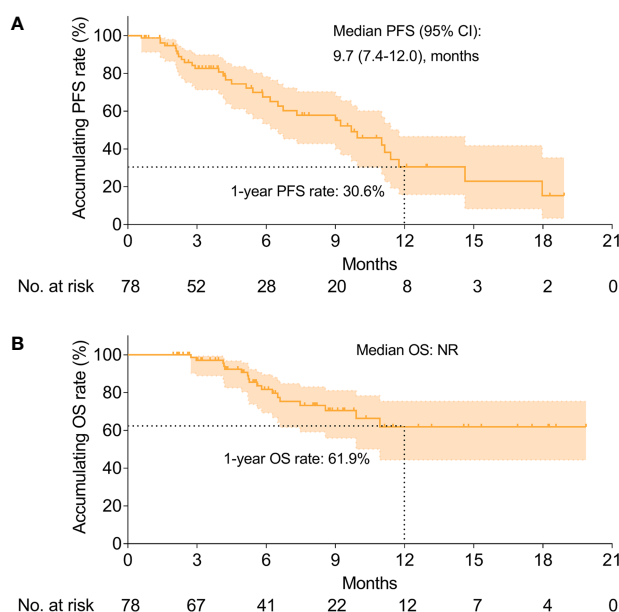 A
Accumulating PFS rate (%)
Median PFS (95% CI):
9.7 (7.4-12.0), months
100
80
60
40
20
0
1-year PFS rate: 30.6%
0 3 6 9 12 15 18 21
Months
No. at risk 78 52 28 20 8 3 2 0
B
Accumulating OS rate (%)
Median OS: NR
100
80
60
40
20
0
1-year OS rate: 61.9%
0 3 6 9 12 15 18 21
Months
No. at risk 78 67 41 22 12 7 4 0